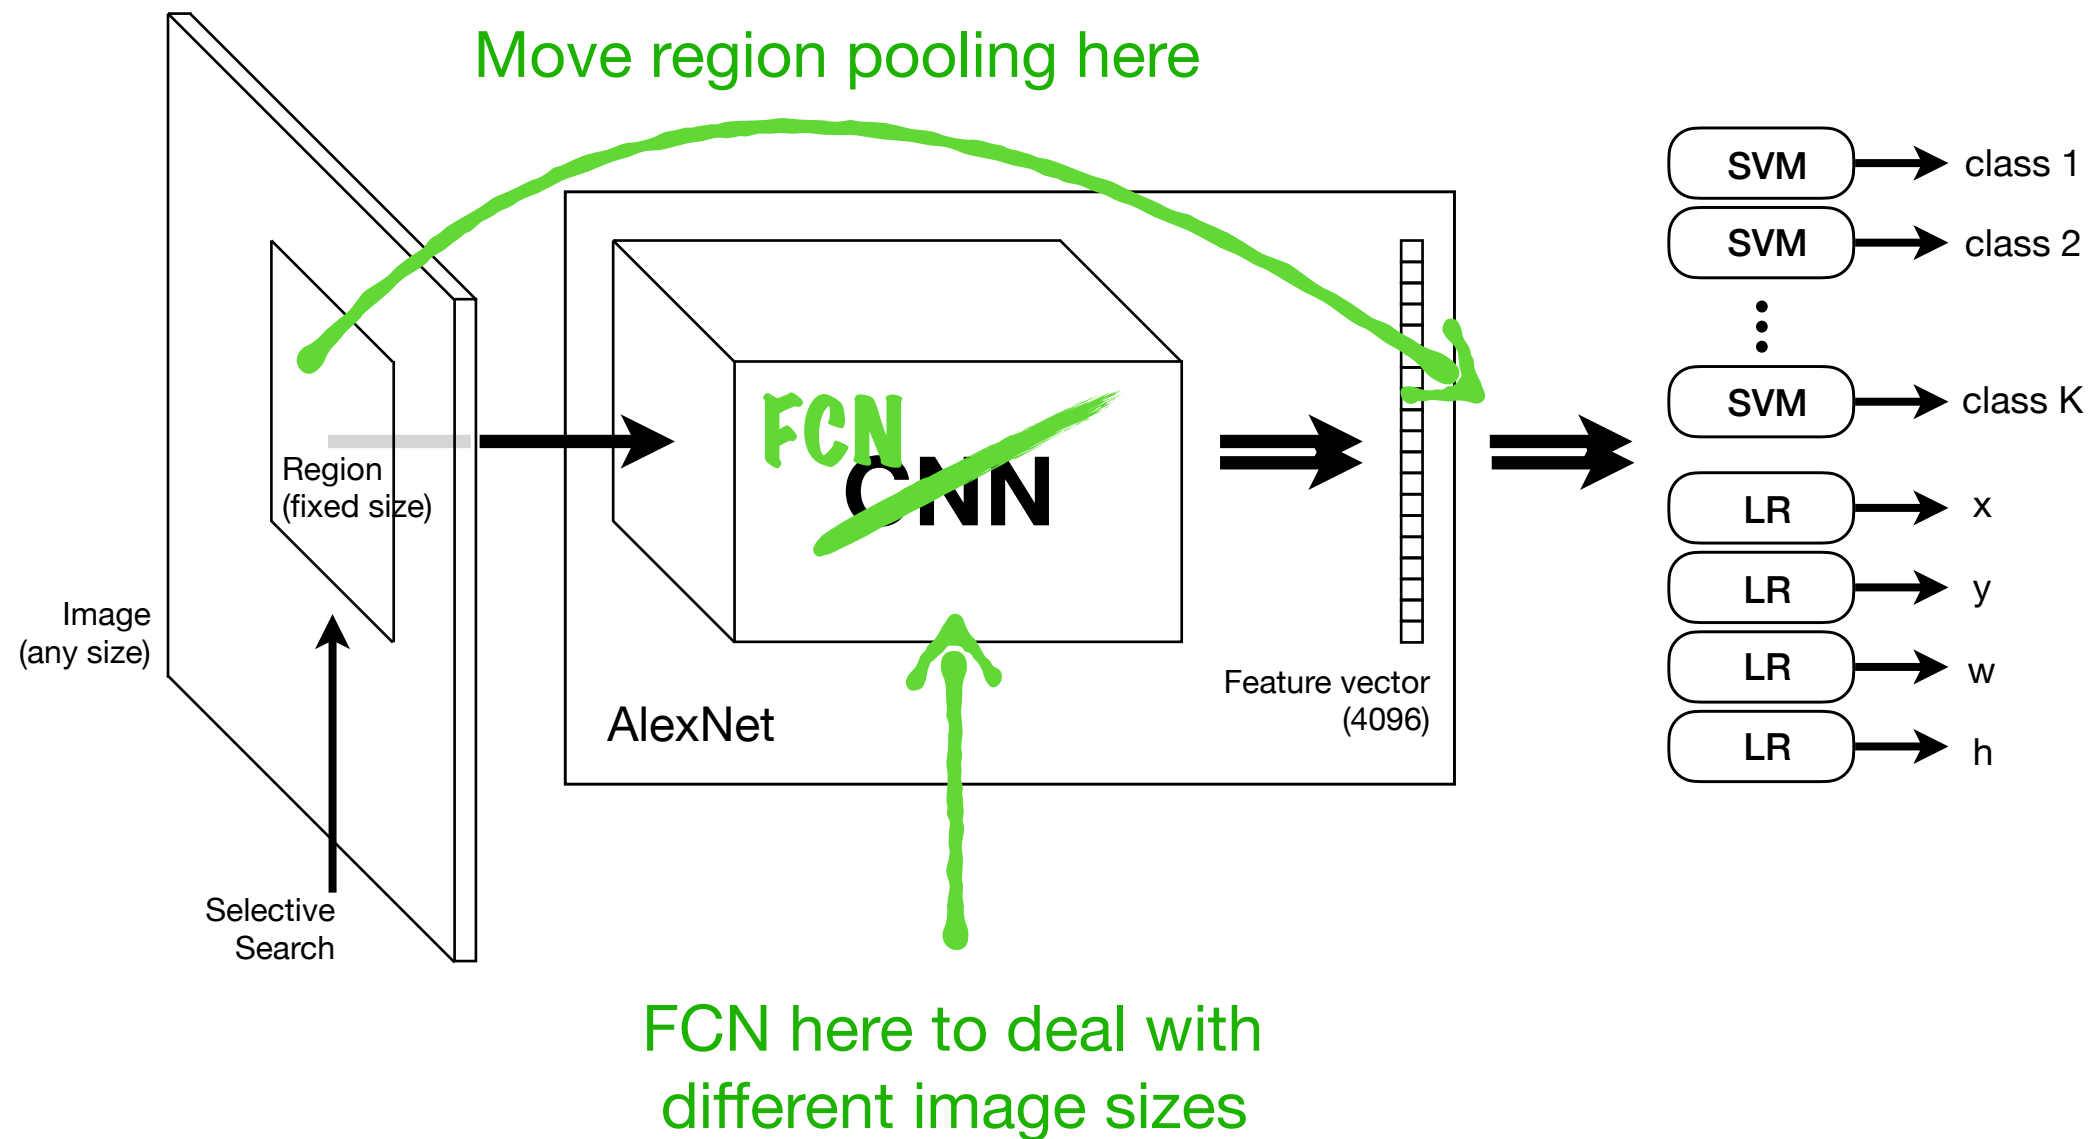 Move region pooling here
SVM
class 1
SVM
class 2
SVM
class K
FCN
CNN
Region
(fixed size)
LR
x
LR
y
LR
w
LR
h
Image
(any size)
Feature vector
(4096)
AlexNet
Selective
Search
FCN here to deal with
different image sizes